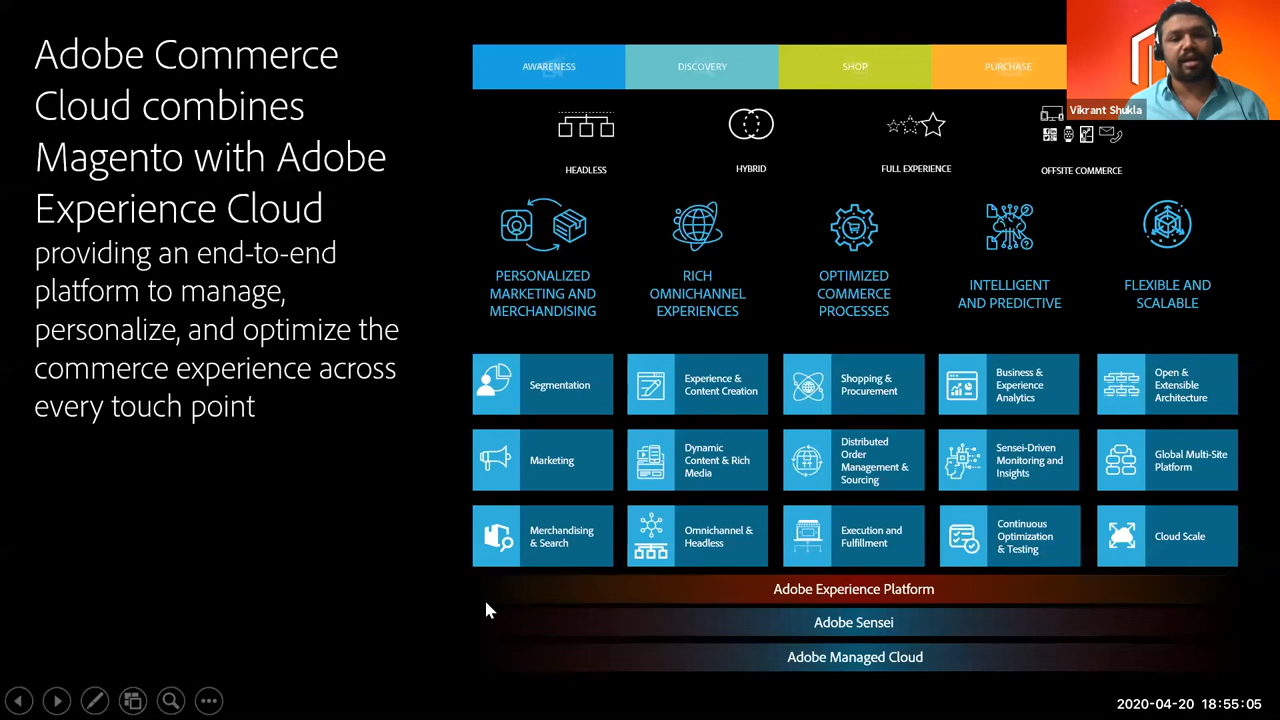 Adobe Commerce
Cloud combines
Magento with Adobe
Experience Cloud
providing an end-to-end
platform to manage,
personalize, and optimize the
commerce experience across
every touch point
AWARENESS
DISCOVERY
SHOP
PURCHASE
Vikrant Shukla
HEADLESS
HYBRID
FULL EXPERIENCE
OFFSITE COMMERCE
PERSONALIZED
MARKETING AND
MERCHANDISING
RICH
OMNICHANNEL
EXPERIENCES
OPTIMIZED
COMMERCE
PROCESSES
INTELLIGENT
AND PREDICTIVE
FLEXIBLE AND
SCALABLE
Segmentation
Experience &
Content Creation
Shopping &
Procurement
Business &
Experience
Analytics
Open &
Extensible
Architecture
Marketing
Dynamic
Content & Rich
Media
Distributed
Order
Management &
Sourcing
Sensei-Driven
Monitoring and
Insights
Global Multi-Site
Platform
Merchandising
& Search
Omnichannel &
Headless
Execution and
Fulfillment
Continuous
Optimization
& Testing
Cloud Scale
Adobe Experience Platform
Adobe Sensei
Adobe Managed Cloud
2020-04-20 18:55:05